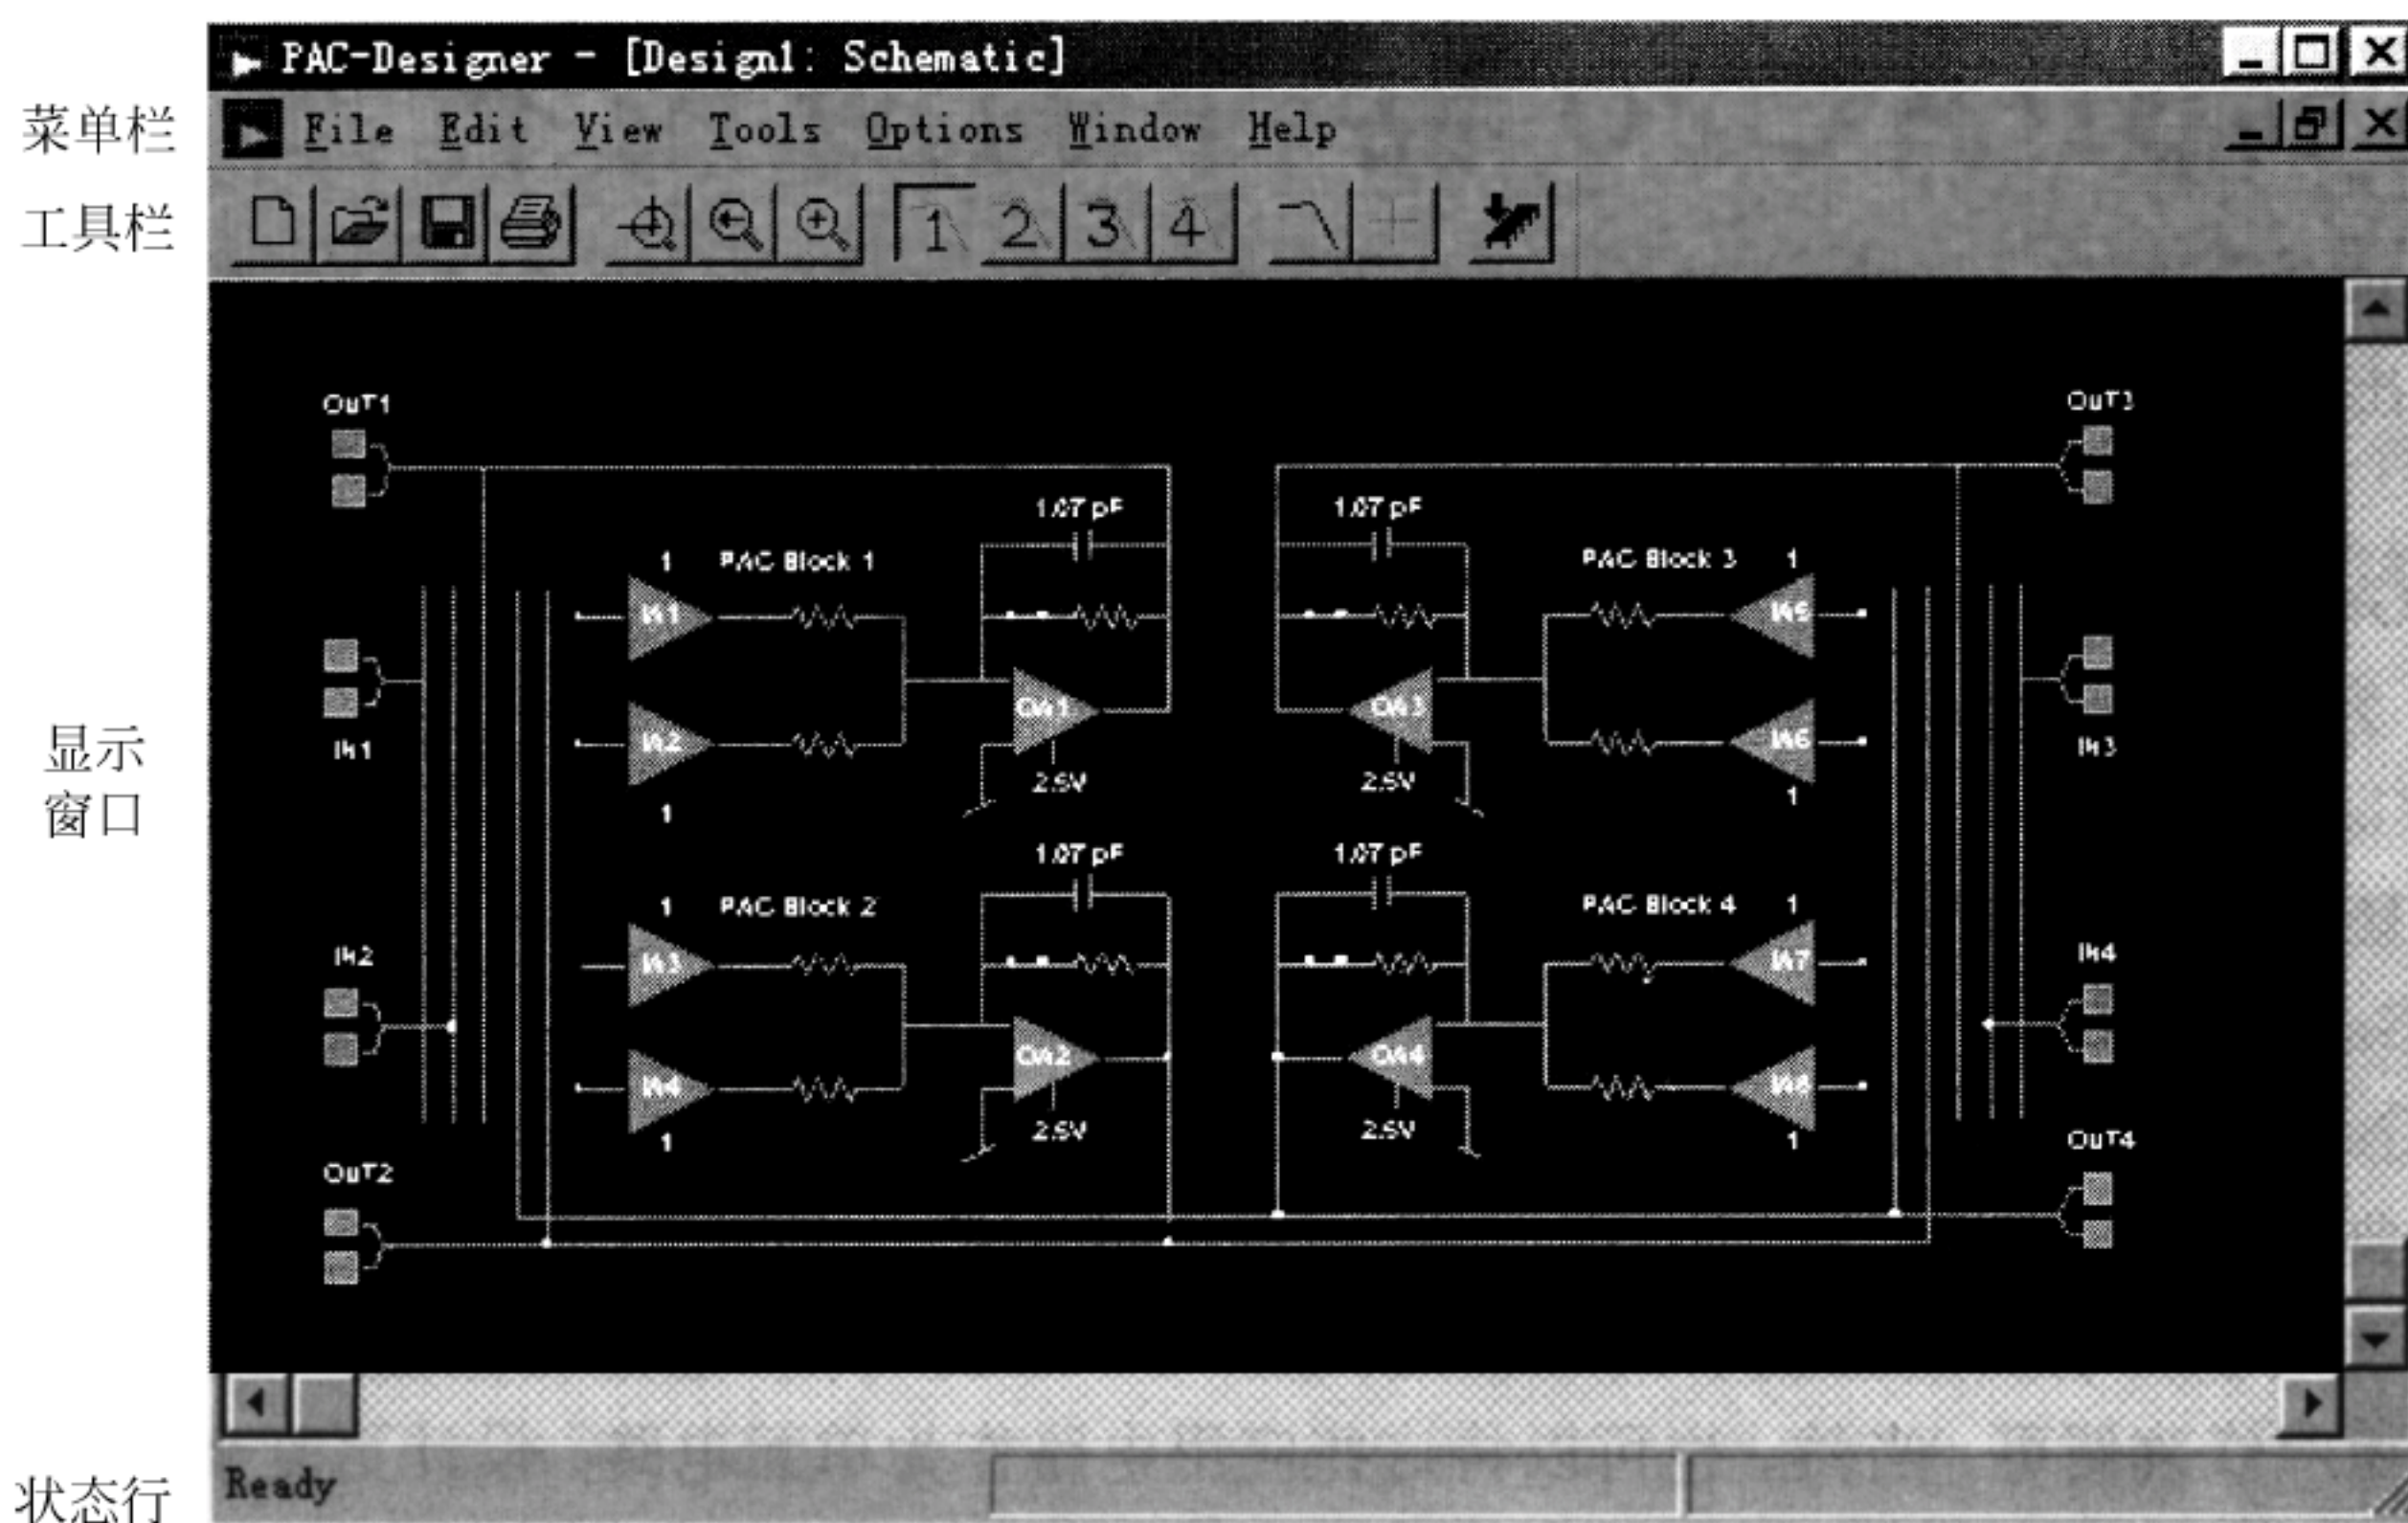 PAC-Designer - [Design1: Schematic]
菜单栏
File Edit View Tools Options Window Help
工具栏
1 2 3 4
OUT1
OUT3
1.07 pF
1.07 pF
1
PAC Block 1
PAC Block 3
1
IA1
IA5
OA1
OA3
显示
窗口
IN1
IA2
IA6
IN3
2.5V
2.5V
1
1
1.07 pF
1.07 pF
1
PAC Block 2
PAC Block 4
1
IN2
IA3
IA7
IN4
OA2
OA4
IA4
IA8
1
2.5V
2.5V
1
OUT2
OUT4
状态行
Ready